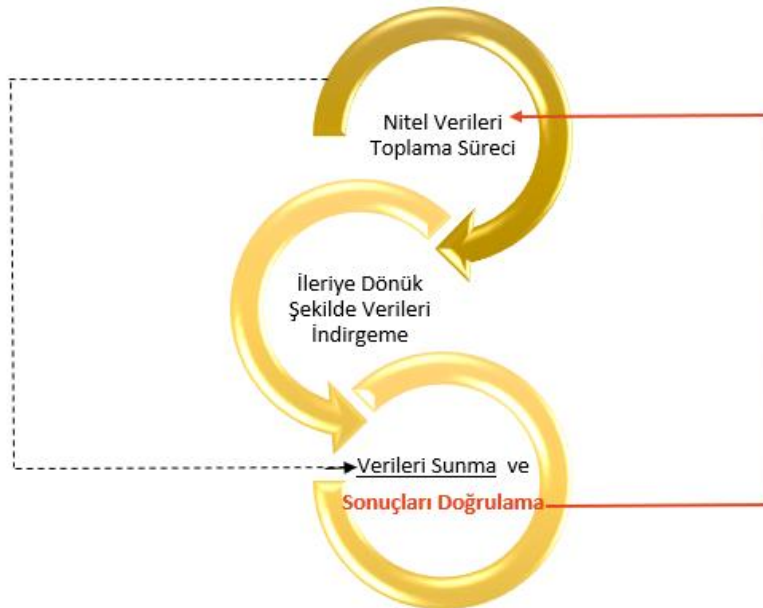 Nitel Verileri
Toplama Süreci
İleriye Dönük
Şekilde Verileri
İndirgeme
Verileri Sunma ve
Sonuçları Doğrulama